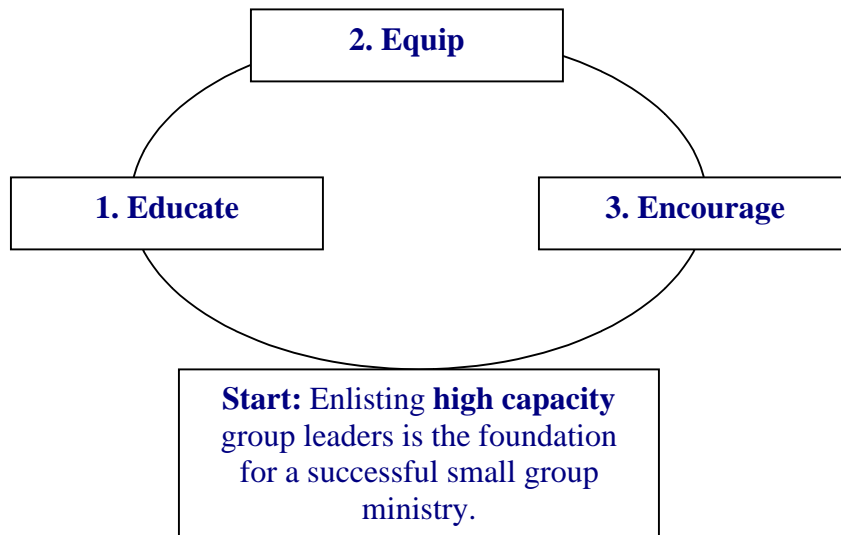 2. Equip
1. Educate
3. Encourage
Start: Enlisting high capacity
group leaders is the foundation
for a successful small group
ministry.